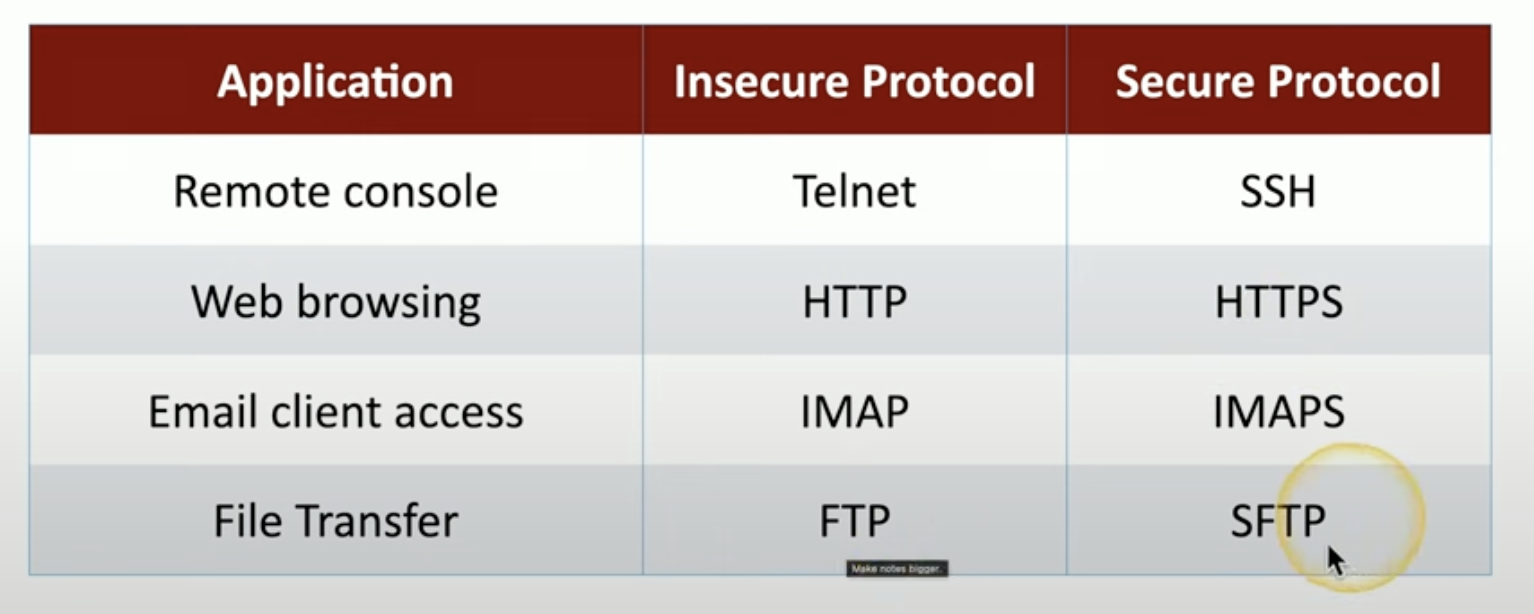 Application Insecure Protocol Secure Protocol
Remote console Telnet SSH
Web browsing HTTP HTTPS
Email client access IMAP IMAPS
File Transfer FTP SFTP
Make notes bigger.